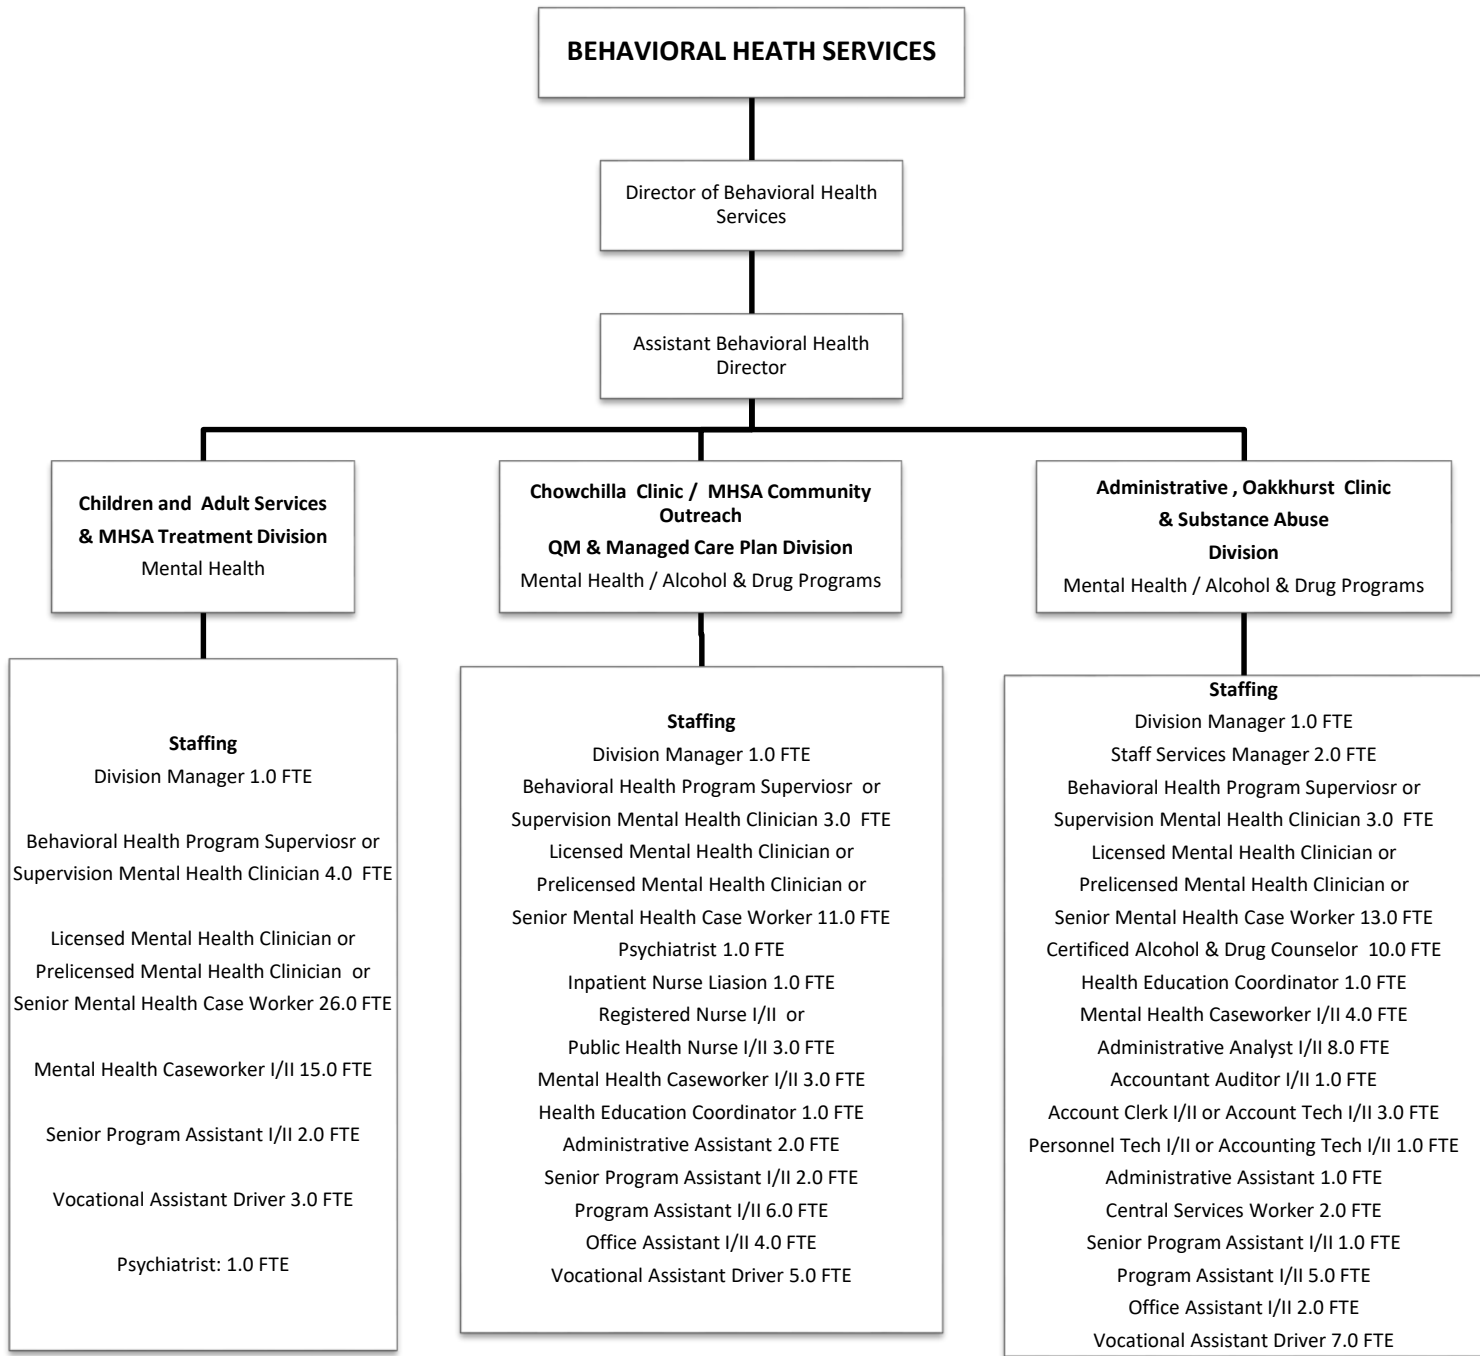 BEHAVIORAL HEATH SERVICES
Director of Behavioral Health
Services
Assistant Behavioral Health
Director
Children and Adult Services
& MHSA Treatment Division
Mental Health
Chowchilla Clinic / MHSA Community
Outreach
QM & Managed Care Plan Division
Mental Health / Alcohol & Drug Programs
Administrative , Oakkhurst Clinic
& Substance Abuse
Division
Mental Health / Alcohol & Drug Programs
Staffing
Division Manager 1.0 FTE
Behavioral Health Program Superviosr or
Supervision Mental Health Clinician 4.0 FTE
Licensed Mental Health Clinician or
Prelicensed Mental Health Clinician or
Senior Mental Health Case Worker 26.0 FTE
Mental Health Caseworker I/II 15.0 FTE
Senior Program Assistant I/II 2.0 FTE
Vocational Assistant Driver 3.0 FTE
Psychiatrist: 1.0 FTE
Staffing
Division Manager 1.0 FTE
Behavioral Health Program Superviosr or
Supervision Mental Health Clinician 3.0 FTE
Licensed Mental Health Clinician or
Prelicensed Mental Health Clinician or
Senior Mental Health Case Worker 11.0 FTE
Psychiatrist 1.0 FTE
Inpatient Nurse Liasion 1.0 FTE
Registered Nurse I/II or
Public Health Nurse I/II 3.0 FTE
Mental Health Caseworker I/II 3.0 FTE
Health Education Coordinator 1.0 FTE
Administrative Assistant 2.0 FTE
Senior Program Assistant I/II 2.0 FTE
Program Assistant I/II 6.0 FTE
Office Assistant I/II 4.0 FTE
Vocational Assistant Driver 5.0 FTE
Staffing
Division Manager 1.0 FTE
Staff Services Manager 2.0 FTE
Behavioral Health Program Superviosr or
Supervision Mental Health Clinician 3.0 FTE
Licensed Mental Health Clinician or
Prelicensed Mental Health Clinician or
Senior Mental Health Case Worker 13.0 FTE
Certificed Alcohol & Drug Counselor 10.0 FTE
Health Education Coordinator 1.0 FTE
Mental Health Caseworker I/II 4.0 FTE
Administrative Analyst I/II 8.0 FTE
Accountant Auditor I/II 1.0 FTE
Account Clerk I/II or Account Tech I/II 3.0 FTE
Personnel Tech I/II or Accounting Tech I/II 1.0 FTE
Administrative Assistant 1.0 FTE
Central Services Worker 2.0 FTE
Senior Program Assistant I/II 1.0 FTE
Program Assistant I/II 5.0 FTE
Office Assistant I/II 2.0 FTE
Vocational Assistant Driver 7.0 FTE